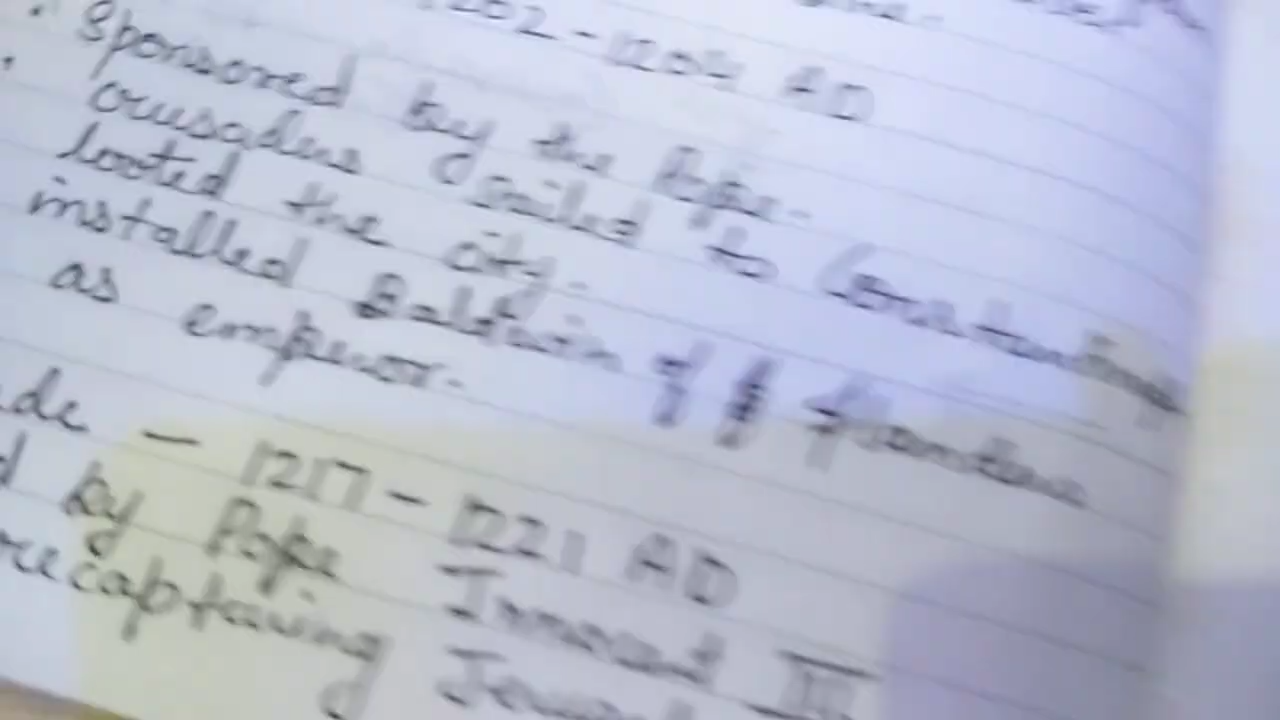 1202 - 1204 AD
Sponsored by the Pope.
crusaders sailed to Constantinople
looted the city.
installed Baldwin of flanders
as emperor.
- 1217 - 1221 AD
by Pope Innocent III
recapturing